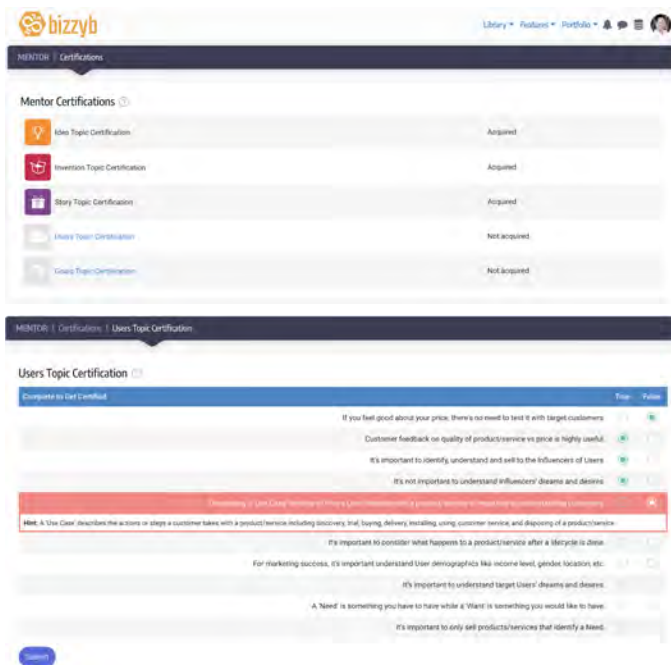 bizzyb
Library Features Portfolio
MENTOR | Certifications
Mentor Certifications
Idea Topic Certification Acquired
Invention Topic Certification Acquired
Story Topic Certification Acquired
Users Topic Certification Not acquired
Goals Topic Certification Not acquired
MENTOR | Certifications | Users Topic Certification
Users Topic Certification
Complete to Get Certified True False
If you feel good about your price, there's no need to test it with target customers.
Customer feedback on quality of product/service vs price is highly useful.
It's important to identify, understand and sell to the Influencers of Users
It's not important to understand Influencers' dreams and desires
Hint: A 'Use Case' describes the actions or steps a customer takes with a product/service including discovery, trial, buying, delivery, installing, using, customer service, and disposing of a product/service
It's important to consider what happens to a product/service after a lifecycle is done.
For marketing success, it's important understand User demographics like income level, gender, location, etc.
It's important to understand target Users' dreams and desires
A 'Need' is something you have to have while a 'Want' is something you would like to have.
It's important to only sell products/services that identify a Need.
Submit